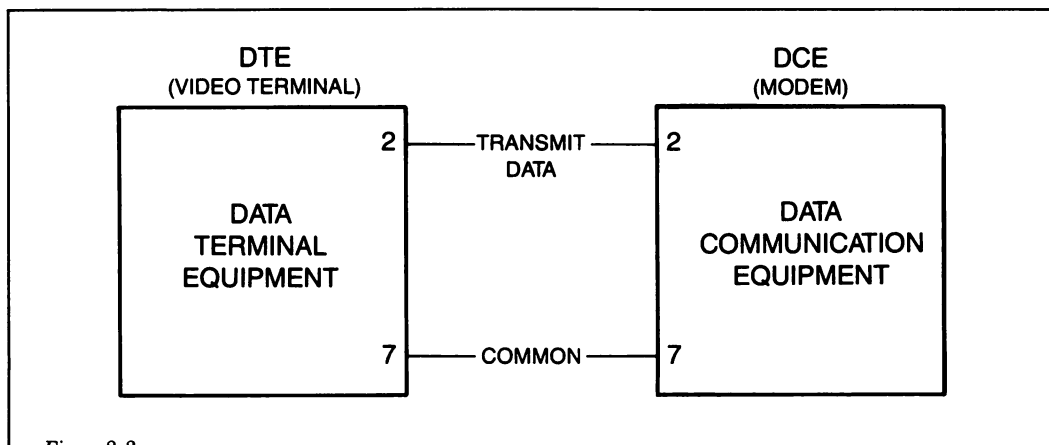 DTE
(VIDEO TERMINAL)
DCE
(MODEM)
2
TRANSMIT
DATA
2
DATA
TERMINAL
EQUIPMENT
DATA
COMMUNICATION
EQUIPMENT
7
COMMON
7